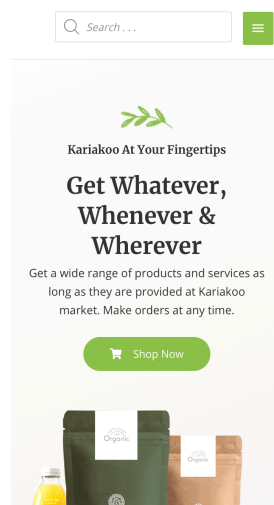 Search . . .
Kariakoo At Your Fingertips
Get Whatever,
Whenever &
Wherever
Get a wide range of products and services as
long as they are provided at Kariakoo
market. Make orders at any time.
Shop Now
Organic
Organic